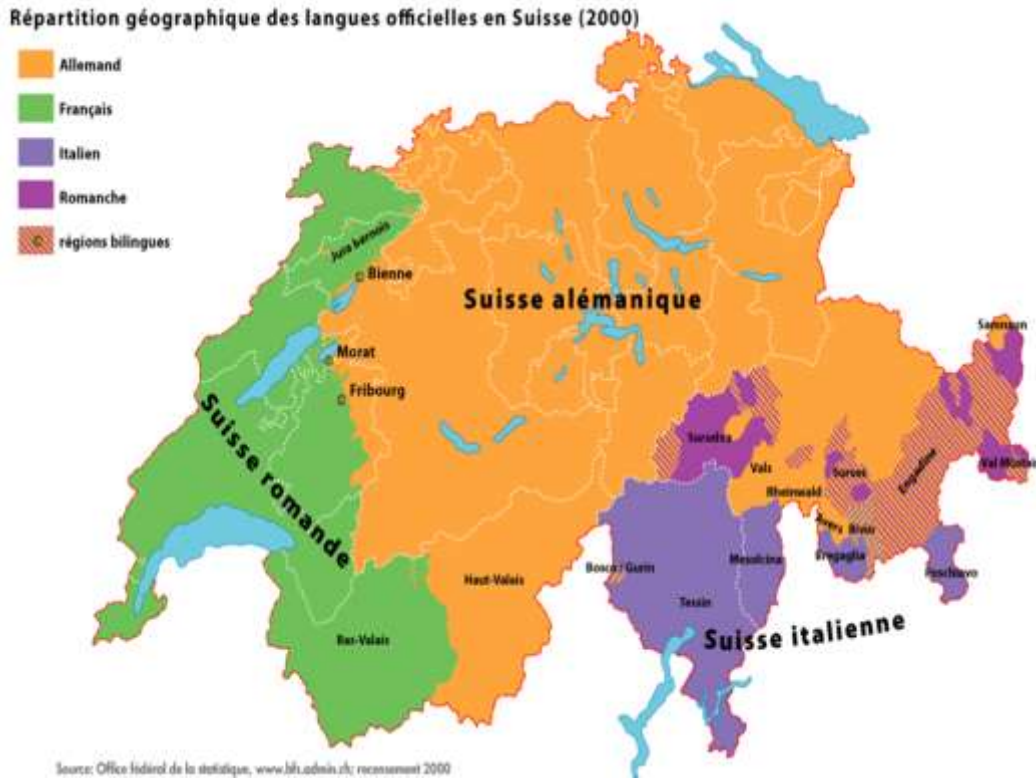 Répartition géographique des langues officielles en Suisse (2000)
Allemand
Français
Italien
Romanche
© régions bilingues
Jura bernois
© Bienne
Suisse alémanique
Samnaun
© Morat
© Fribourg
Suisse romande
Surselva
Vals
Surses
Engadine
Val Müstair
Rheinwald
Avers
Bivio
Bregaglia
Bosco / Gurin
Mesolcina
Poschiavo
Haut-Valais
Tessin
Bas-Valais
Suisse italienne
Source: Office fédéral de la statistique, www.bfs.admin.ch; recensement 2000